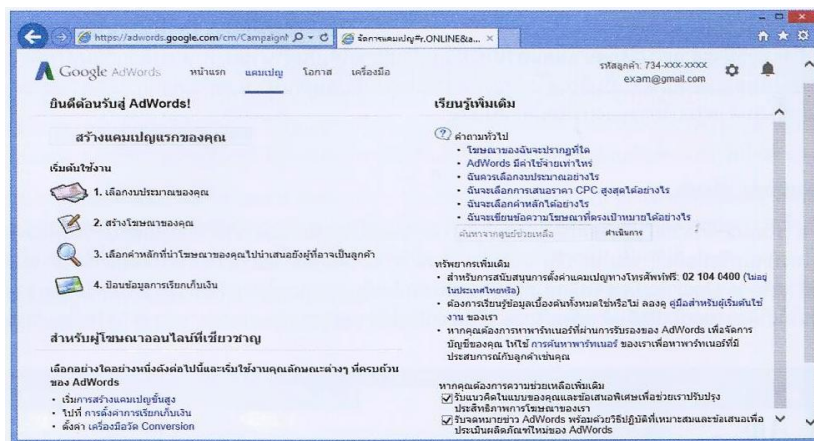 https://adwords.google.com/cm/Campaign
จัดการแคมเปญ#r.ONLINE&a...
Google AdWords
หน้าแรก
แคมเปญ
โอกาส
เครื่องมือ
รหัสลูกค้า: 734-xxx-xxxx
exam@gmail.com
ยินดีต้อนรับสู่ AdWords!
สร้างแคมเปญแรกของคุณ
เริ่มต้นใช้งาน
1. เลือกงบประมาณของคุณ
2. สร้างโฆษณาของคุณ
3. เลือกคำหลักที่นำโฆษณาของคุณไปนำเสนอยังผู้ที่อาจเป็นลูกค้า
4. ป้อนข้อมูลการเรียกเก็บเงิน
สำหรับผู้โฆษณาออนไลน์ที่เชี่ยวชาญ
เลือกอย่างใดอย่างหนึ่งดังต่อไปนี้และเริ่มใช้งานคุณลักษณะต่างๆ ที่ครบถ้วน
ของ AdWords
• เริ่มการสร้างแคมเปญขั้นสูง
• ไปที่ การตั้งค่าการเรียกเก็บเงิน
• ตั้งค่า เครื่องมือวัด Conversion
เรียนรู้เพิ่มเติม
คำถามทั่วไป
• โฆษณาของฉันจะปรากฏที่ใด
• AdWords มีค่าใช้จ่ายเท่าไหร่
• ฉันควรเลือกงบประมาณอย่างไร
• ฉันจะเลือกการเสนอราคา CPC สูงสุดได้อย่างไร
• ฉันจะเลือกคำหลักได้อย่างไร
• ฉันจะเขียนข้อความโฆษณาที่ตรงเป้าหมายได้อย่างไร
ค้นหาจากศูนย์ช่วยเหลือ
ดำเนินการ
ทรัพยากรเพิ่มเติม
• สำหรับการสนับสนุนการตั้งค่าแคมเปญทางโทรศัพท์ฟรี: 02 104 0400 (ไม่อยู่
ในประเทศไทยหรือ)
• ต้องการเรียนรู้ข้อมูลเบื้องต้นทั้งหมดใช่หรือไม่ ลองดู คู่มือสำหรับผู้เริ่มต้นใช้
งาน ของเรา
• หากคุณต้องการหาพาร์ทเนอร์ที่ผ่านการรับรองของ AdWords เพื่อจัดการ
บัญชีของคุณ ให้ใช้ การค้นหาพาร์ทเนอร์ ของเราเพื่อหาพาร์ทเนอร์ที่มี
ประสบการณ์กับลูกค้าเช่นคุณ
หากคุณต้องการความช่วยเหลือเพิ่มเติม
รับแนวคิดในแบบของคุณและข้อเสนอพิเศษเพื่อช่วยเราปรับปรุง
ประสิทธิภาพการโฆษณาของเรา
รับจดหมายข่าว AdWords พร้อมด้วยวิธีปฏิบัติที่เหมาะสมและข้อเสนอเพื่อ
ประเมินผลิตภัณฑ์ใหม่ของ AdWords